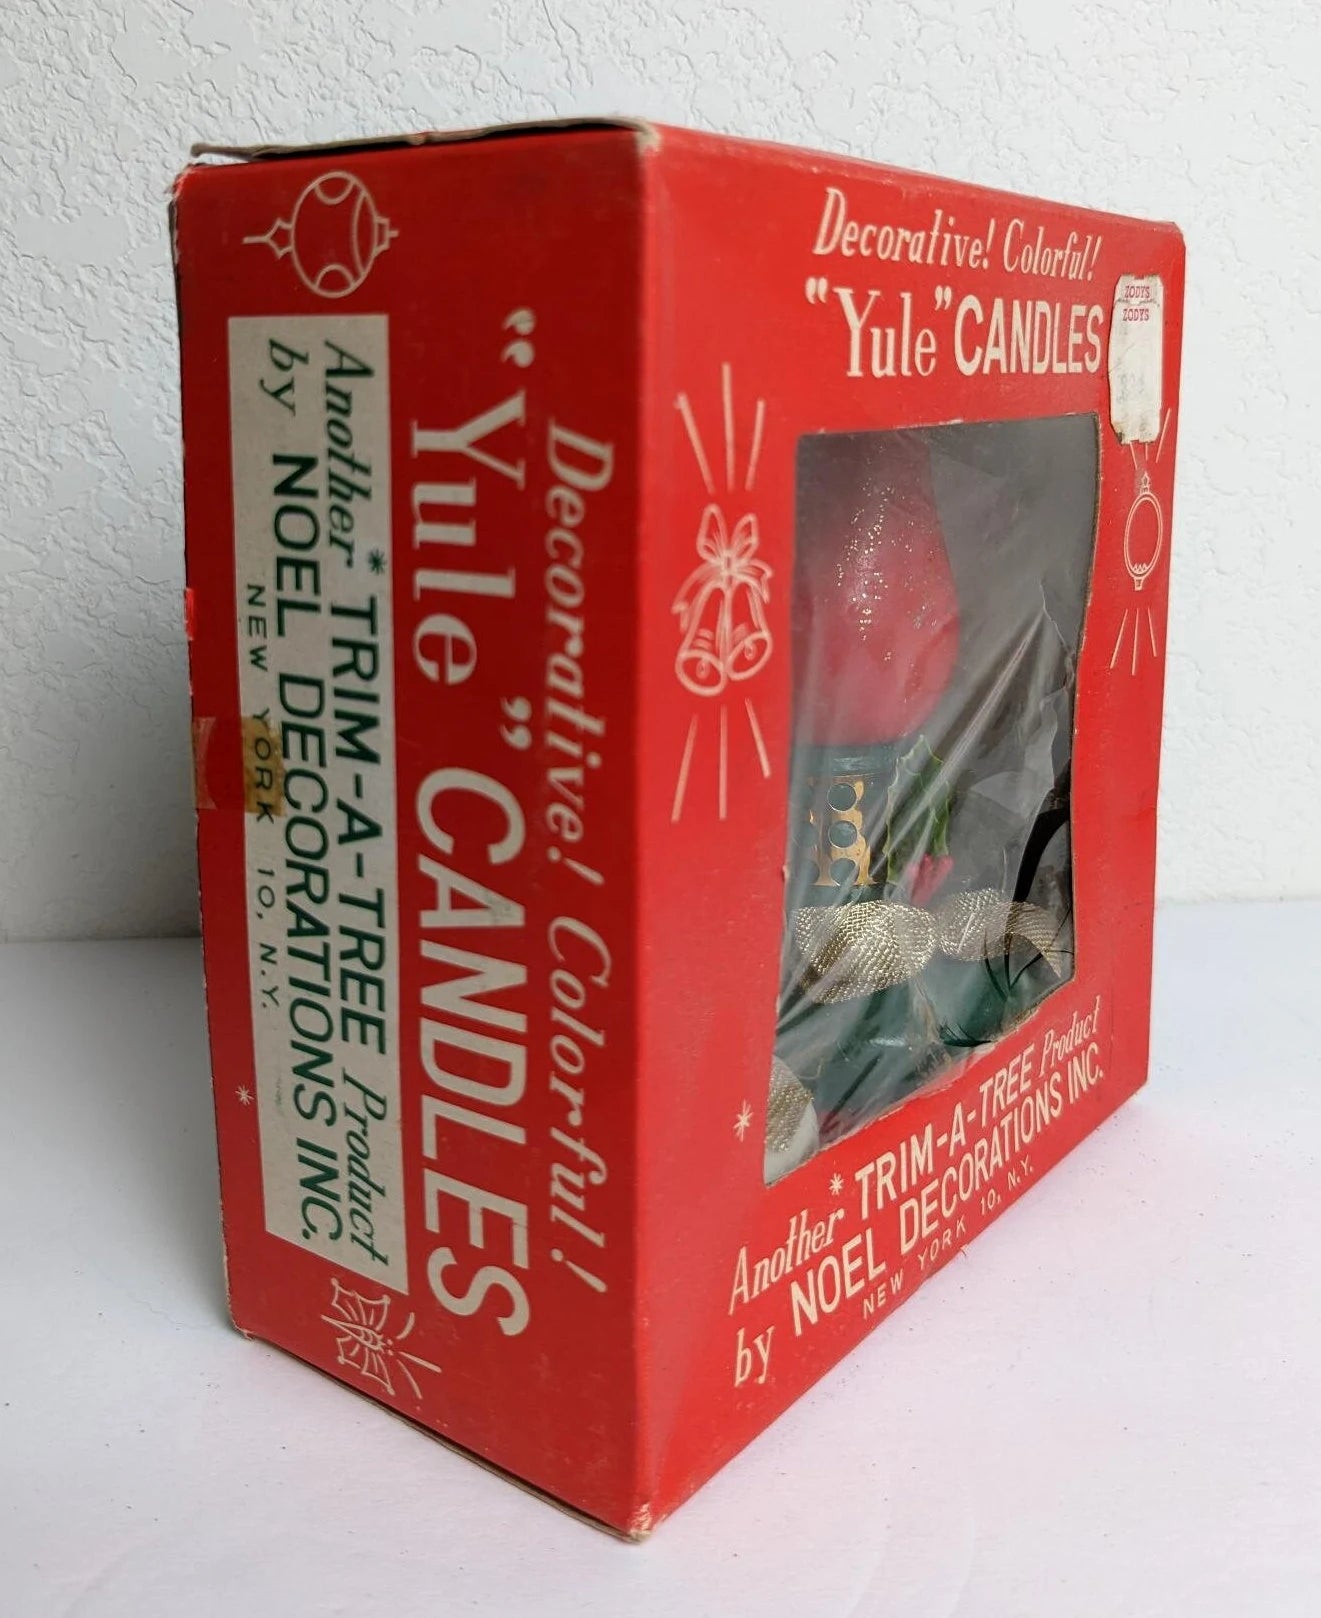 Decorative! Colorful!
"Yule" CANDLES
Another* TRIM-A-TREE Product
by NOEL DECORATIONS INC.
NEW YORK 10, N.Y.
Decorative! Colorful!
"Yule" CANDLES
ZODYS
ZODYS
*
Another* TRIM-A-TREE Product
by NOEL DECORATIONS INC.
NEW YORK 10, N.Y.